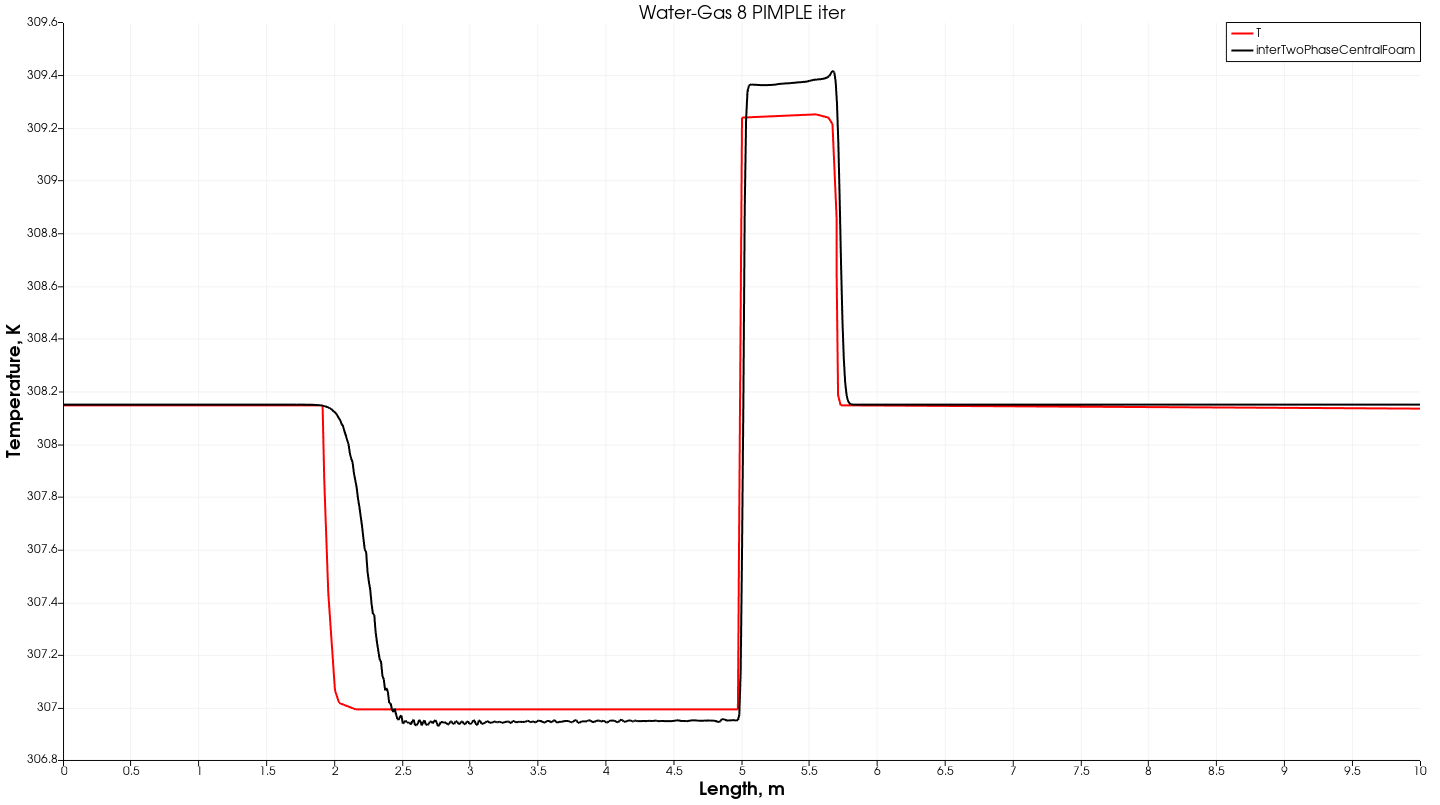 Water-Gas 8 PIMPLE iter
T
interTwoPhaseCentralFoam
309.6
309.4
309.2
309
308.8
308.6
308.4
308.2
308
307.8
307.6
307.4
307.2
307
306.8
Temperature, K
0 0.5 1 1.5 2 2.5 3 3.5 4 4.5 5 5.5 6 6.5 7 7.5 8 8.5 9 9.5 10
Length, m